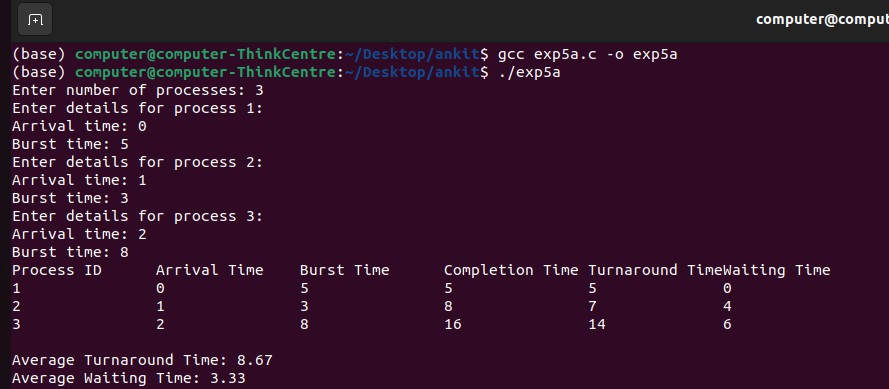 computer@comput
(base) computer@computer-ThinkCentre:~/Desktop/ankit$ gcc exp5a.c -o exp5a
(base) computer@computer-ThinkCentre:~/Desktop/ankit$ ./exp5a
Enter number of processes: 3
Enter details for process 1:
Arrival time: 0
Burst time: 5
Enter details for process 2:
Arrival time: 1
Burst time: 3
Enter details for process 3:
Arrival time: 2
Burst time: 8
Process ID      Arrival Time    Burst Time      Completion Time Turnaround TimeWaiting Time
1               0               5               5               5              0
2               1               3               8               7              4
3               2               8               16              14             6
Average Turnaround Time: 8.67
Average Waiting Time: 3.33